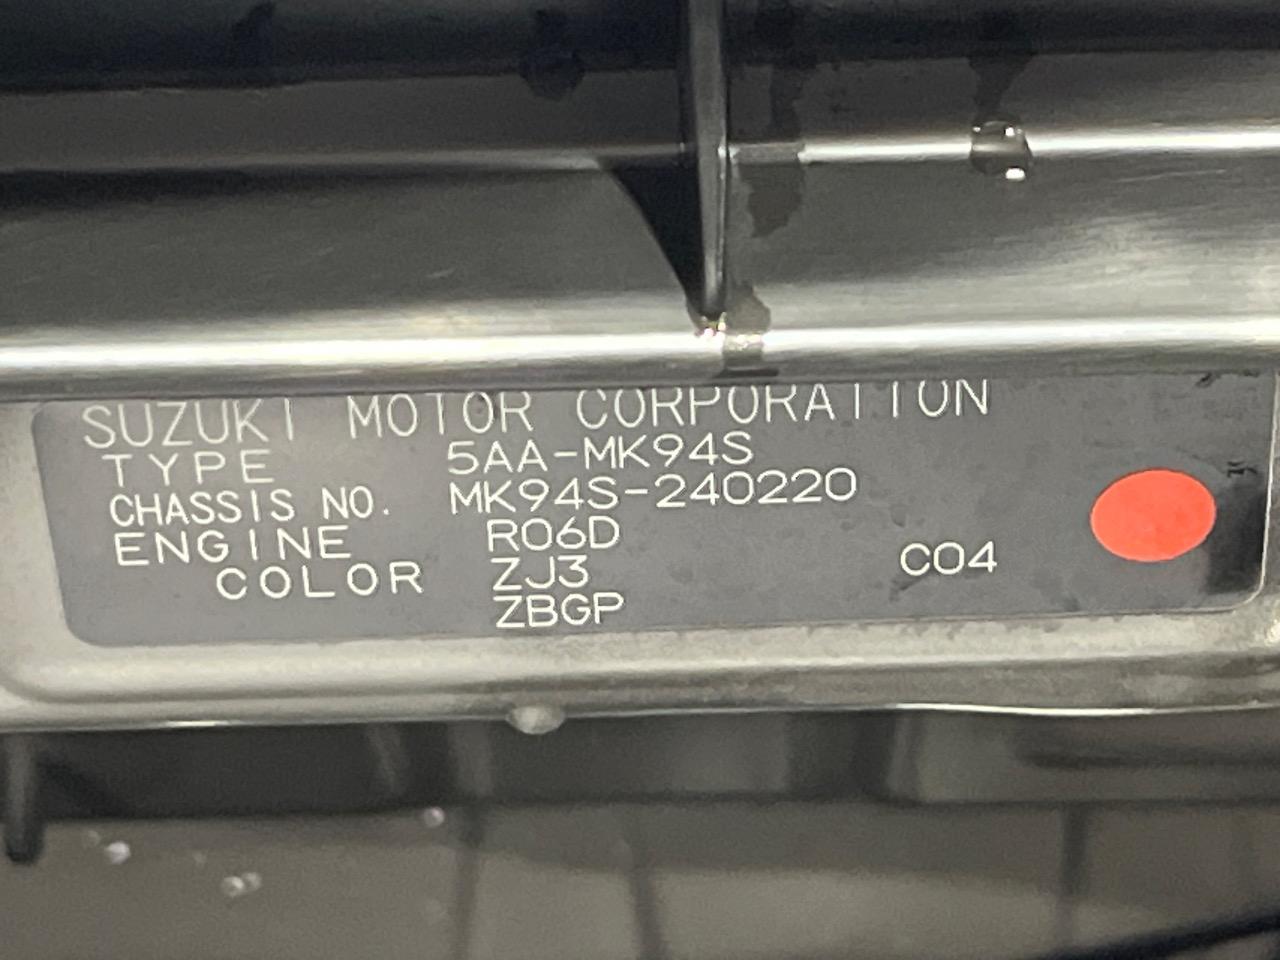 SUZUKI MOTOR CORPORATION
TYPE 5AA-MK94S
CHASSIS NO. MK94S-240220
ENGINE R06D
COLOR ZJ3 C04
ZBGP